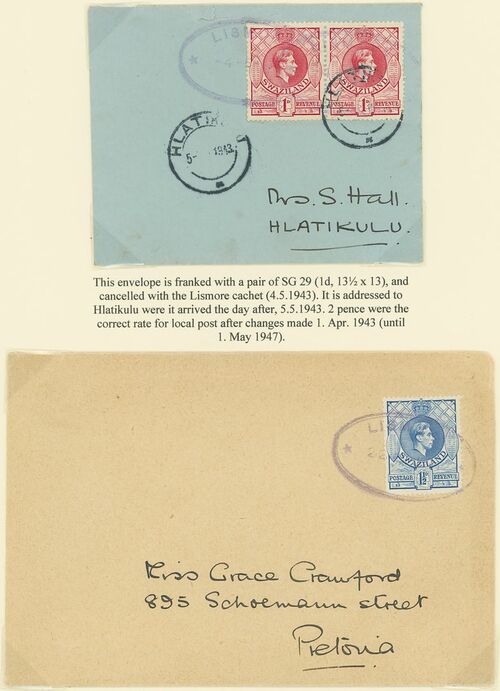 LIS
-4-
SWAZILAND
SWAZILAND
POSTAGE 1D REVENUE
POSTAGE 1D REVENUE
HLATI
5- 1943
Mrs. S. Hall.
HLATIKULU.
This envelope is franked with a pair of SG 29 (1d, 13½ x 13), and
cancelled with the Lismore cachet (4.5.1943). It is addressed to
Hlatikulu were it arrived the day after, 5.5.1943. 2 pence were the
correct rate for local post after changes made 1. Apr. 1943 (until
1. May 1947).
LIS
SWAZILAND
POSTAGE 1½D REVENUE
Miss Grace Crawford
895 Schoemann street
Pretoria